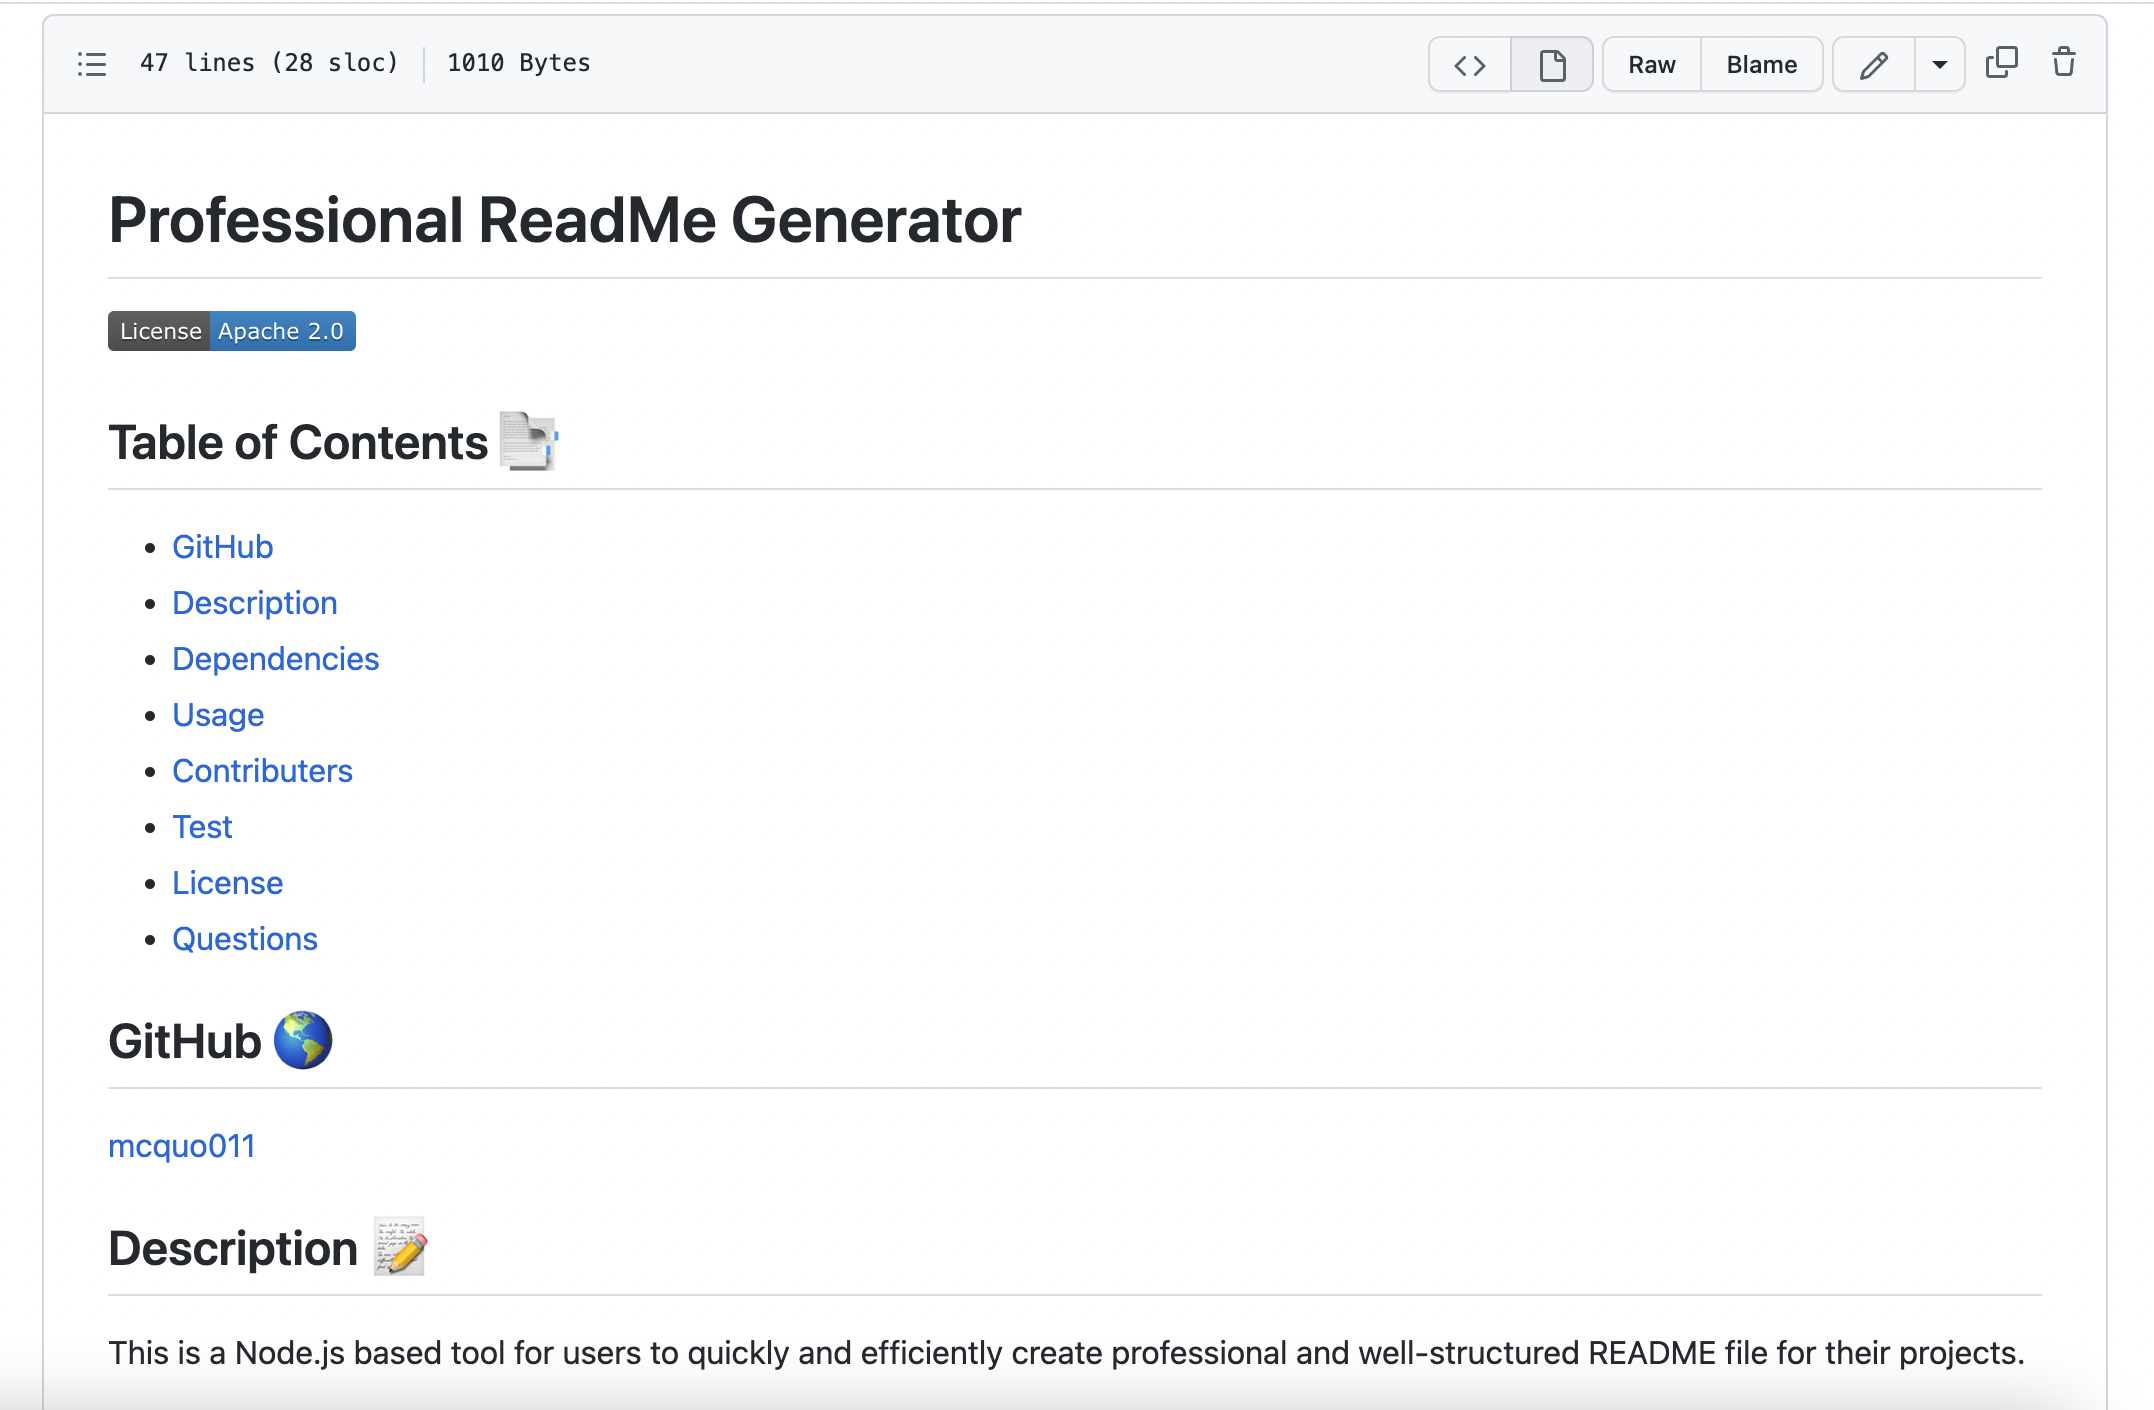 47 lines (28 sloc) 1010 Bytes Raw Blame
Professional ReadMe Generator
License Apache 2.0
Table of Contents
GitHub
Description
Dependencies
Usage
Contributers
Test
License
Questions
GitHub
mcquo011
Description
This is a Node.js based tool for users to quickly and efficiently create professional and well-structured README file for their projects.